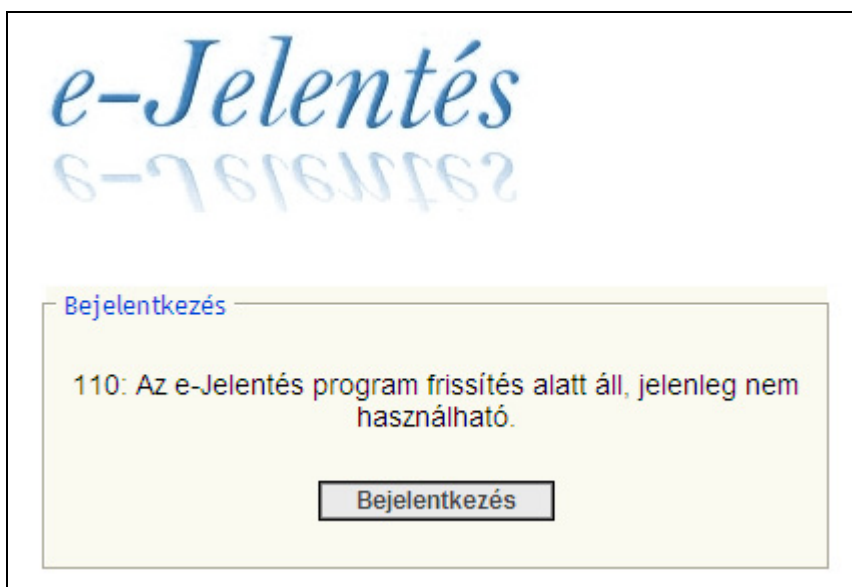 e-Jelentés
Bejelentkezés
110: Az e-Jelentés program frissítés alatt áll, jelenleg nem
használható.
Bejelentkezés